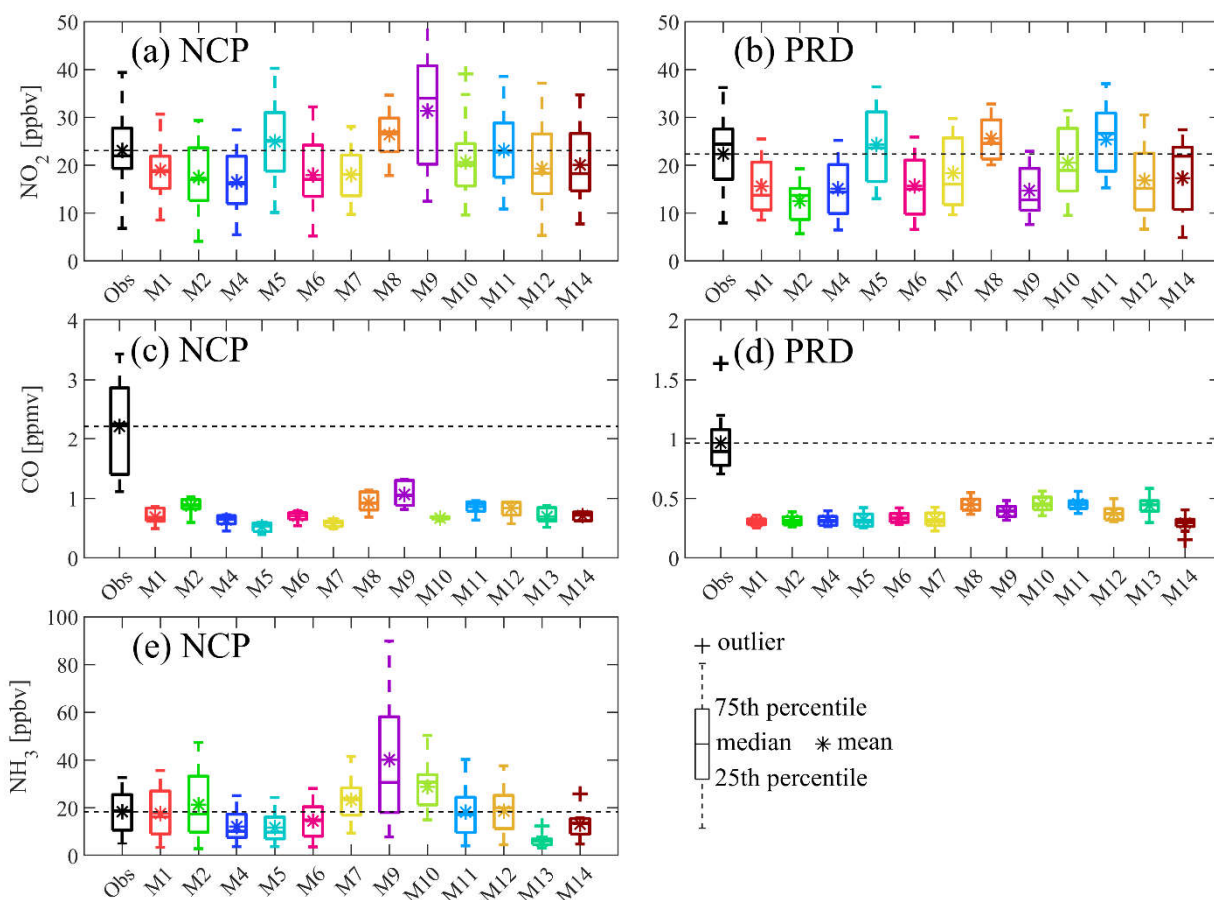 (a) NCP
NO2 [ppbv]
50
40
30
20
10
0
Obs M1 M2 M4 M5 M6 M7 M8 M9 M10 M11 M12 M14
(b) PRD
50
40
30
20
10
0
Obs M1 M2 M4 M5 M6 M7 M8 M9 M10 M11 M12 M14
(c) NCP
CO [ppmv]
4
3
2
1
0
Obs M1 M2 M4 M5 M6 M7 M8 M9 M10 M11 M12 M13 M14
(d) PRD
2
1.5
1
0.5
0
Obs M1 M2 M4 M5 M6 M7 M8 M9 M10 M11 M12 M13 M14
(e) NCP
NH3 [ppbv]
100
80
60
40
20
0
Obs M1 M2 M4 M5 M6 M7 M8 M9 M10 M11 M12 M13 M14
outlier
75th percentile
median mean
25th percentile